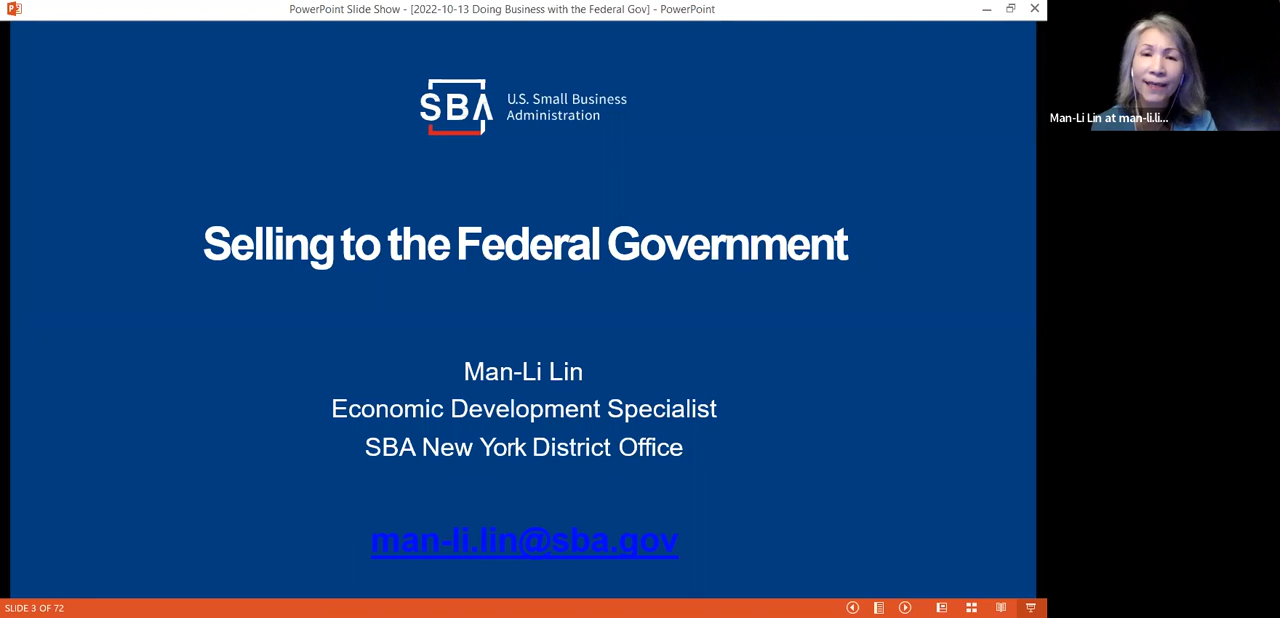 PowerPoint Slide Show - [2022-10-13 Doing Business with the Federal Gov] - PowerPoint
SBA
U.S. Small Business
Administration
Selling to the Federal Government
Man-Li Lin
Economic Development Specialist
SBA New York District Office
man-li.lin@sba.gov
Man-Li Lin at man-li.li...
SLIDE 3 OF 72